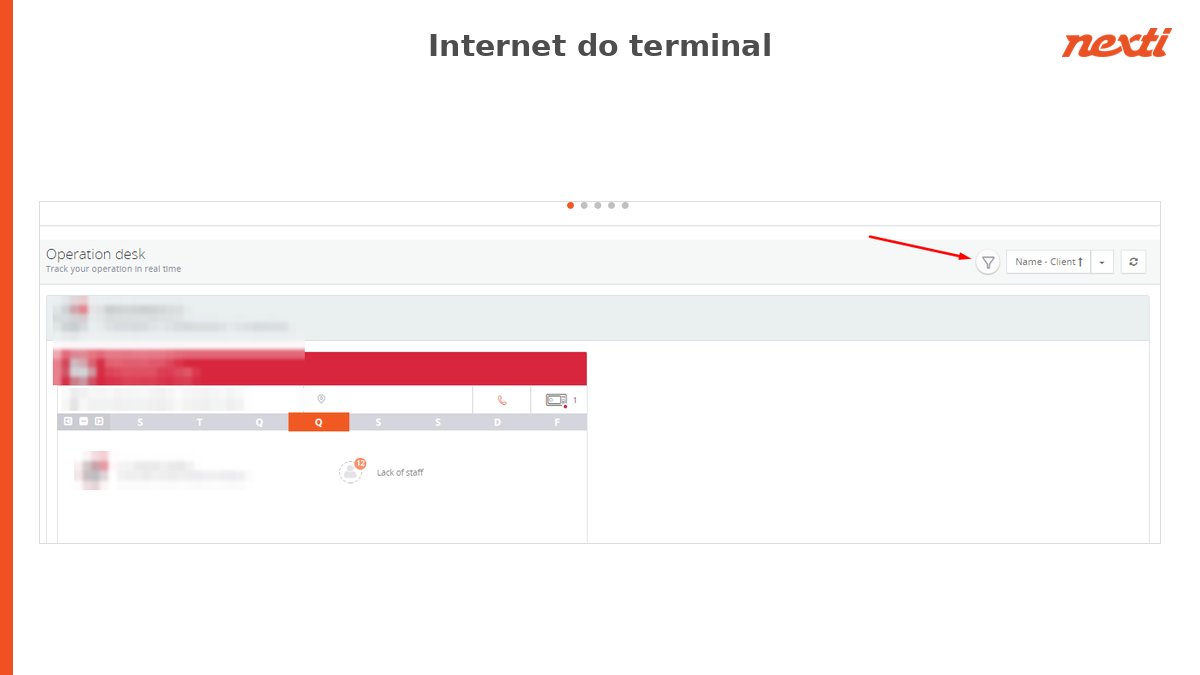 Internet do terminal
nexti
Operation desk
Track your operation in real time
Name - Client
1
S T Q Q S S D F
12
Lack of staff